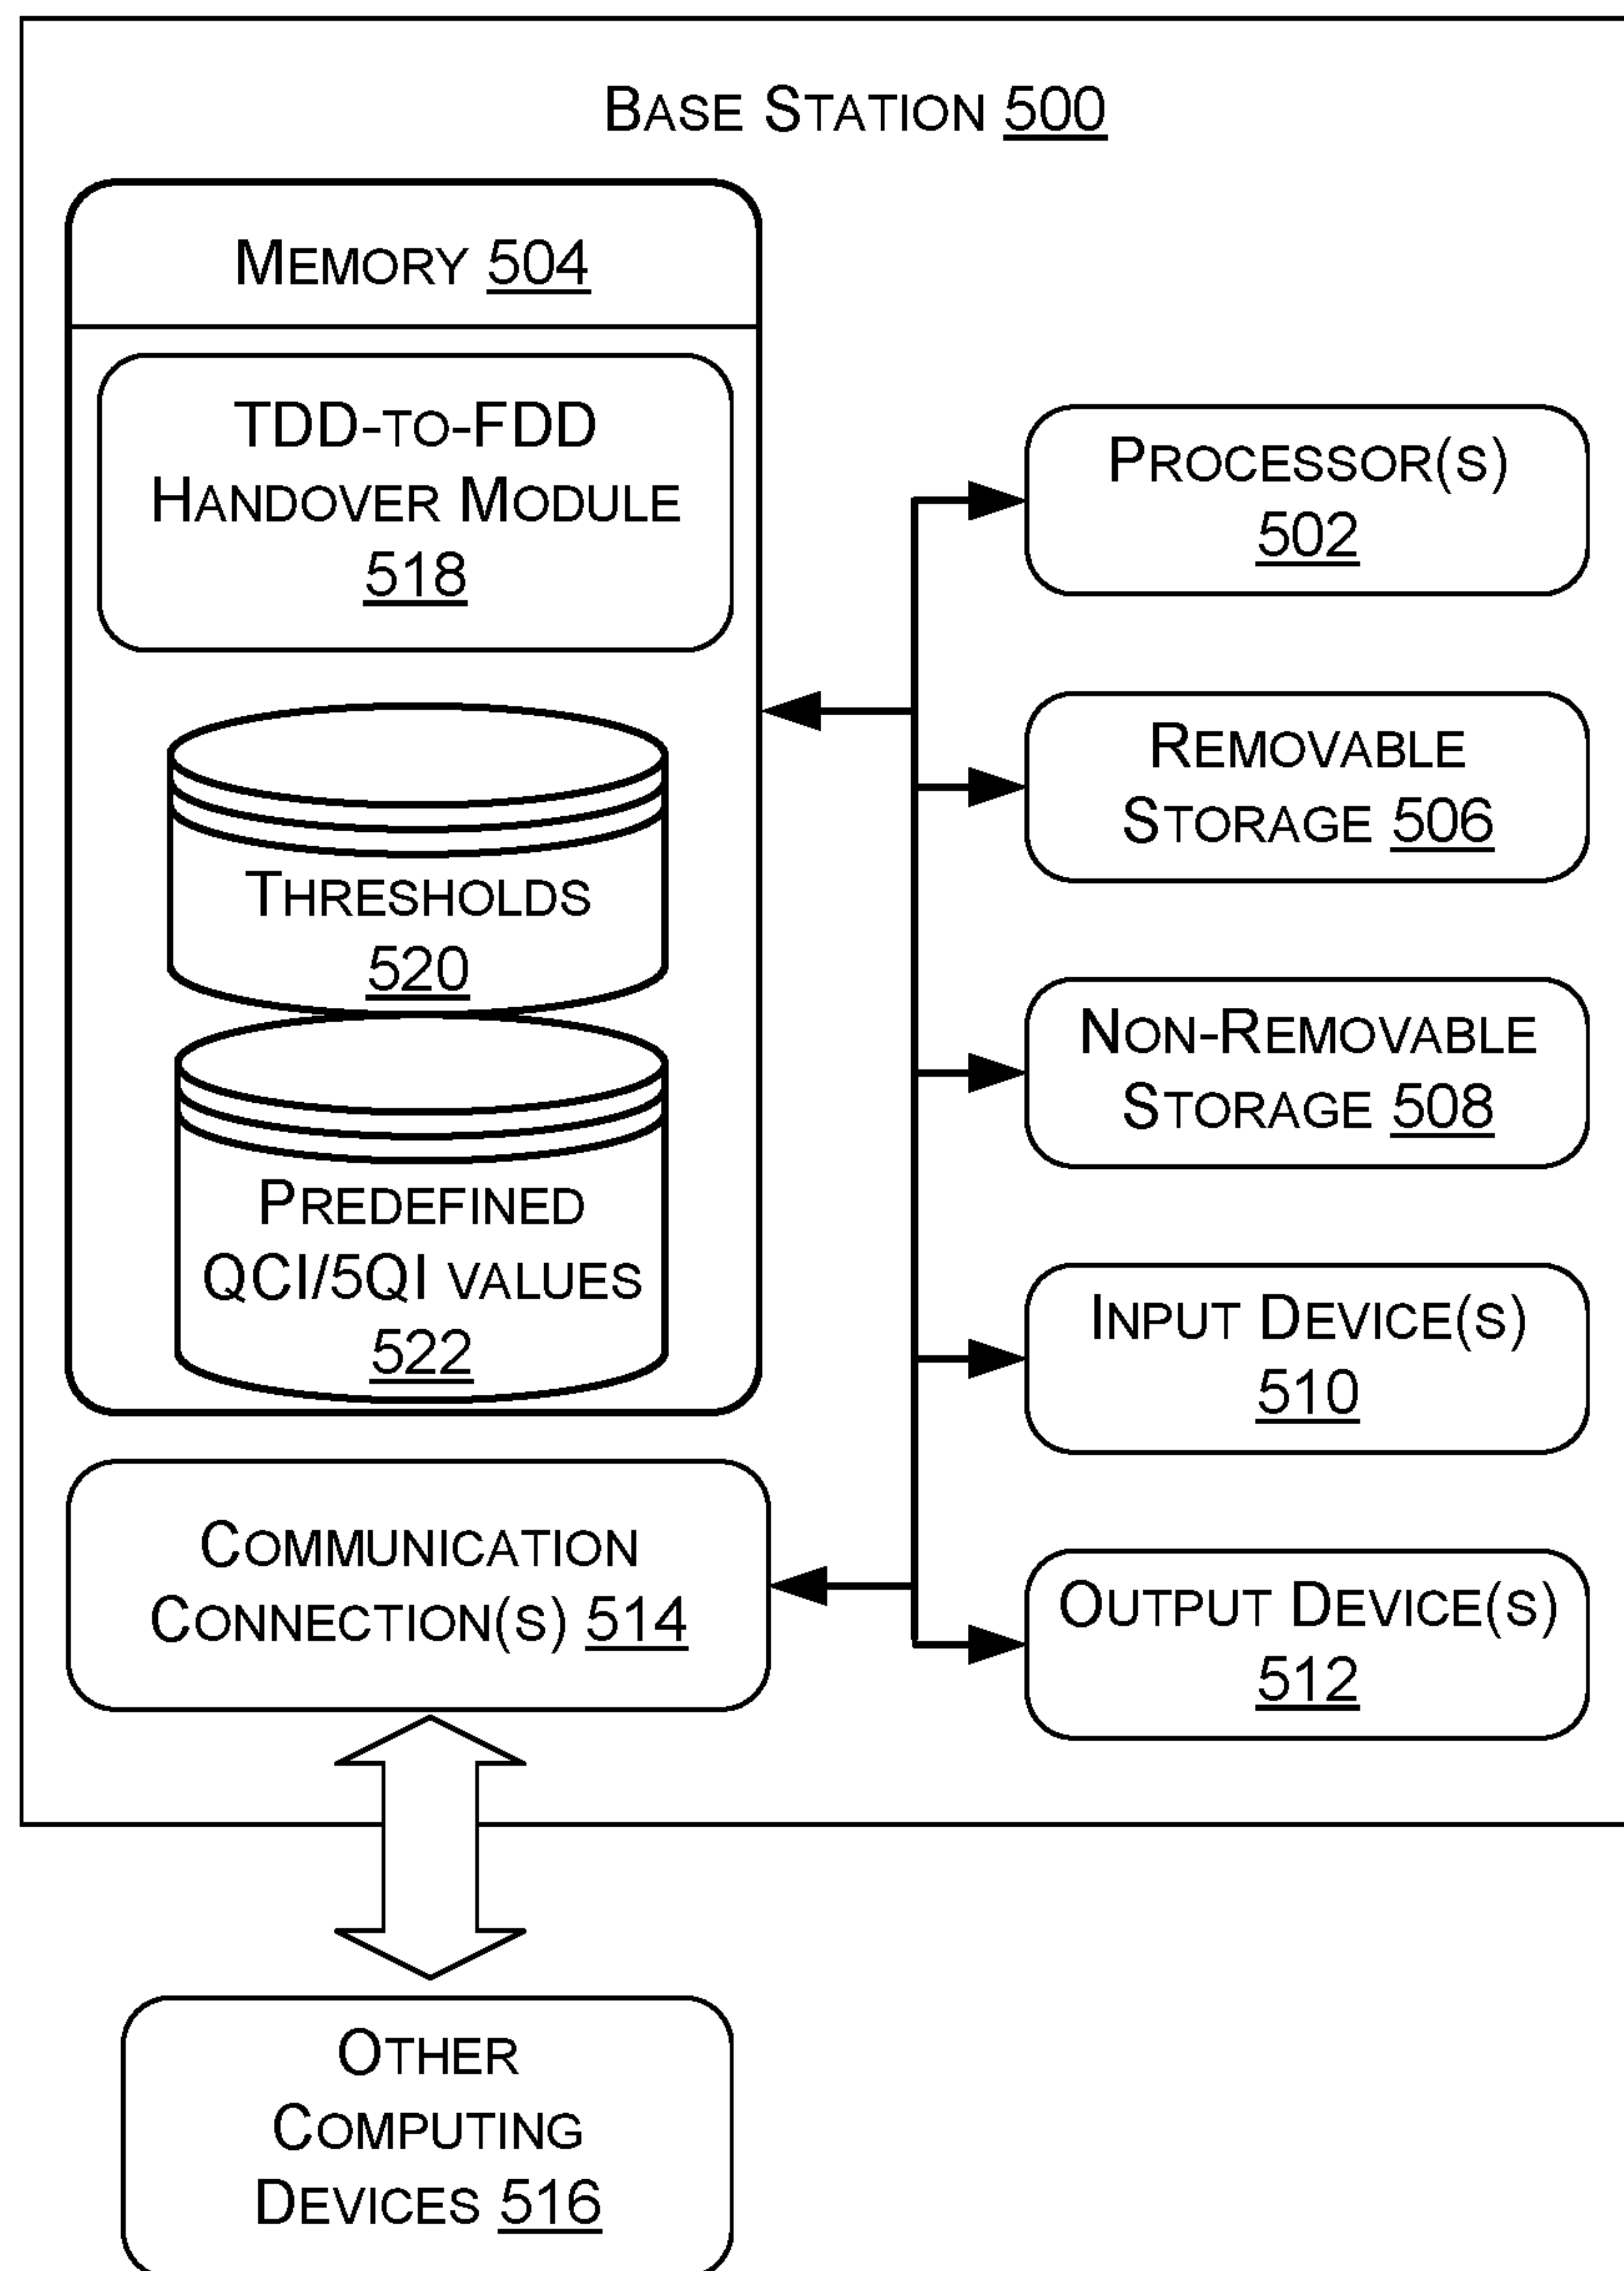 BASE STATION 500
MEMORY 504
TDD-TO-FDD
HANDOVER MODULE
518
THRESHOLDS
520
PREDEFINED
QCI/5QI VALUES
522
COMMUNICATION
CONNECTION(S) 514
PROCESSOR(S)
502
REMOVABLE
STORAGE 506
NON-REMOVABLE
STORAGE 508
INPUT DEVICE(S)
510
OUTPUT DEVICE(S)
512
OTHER
COMPUTING
DEVICES 516